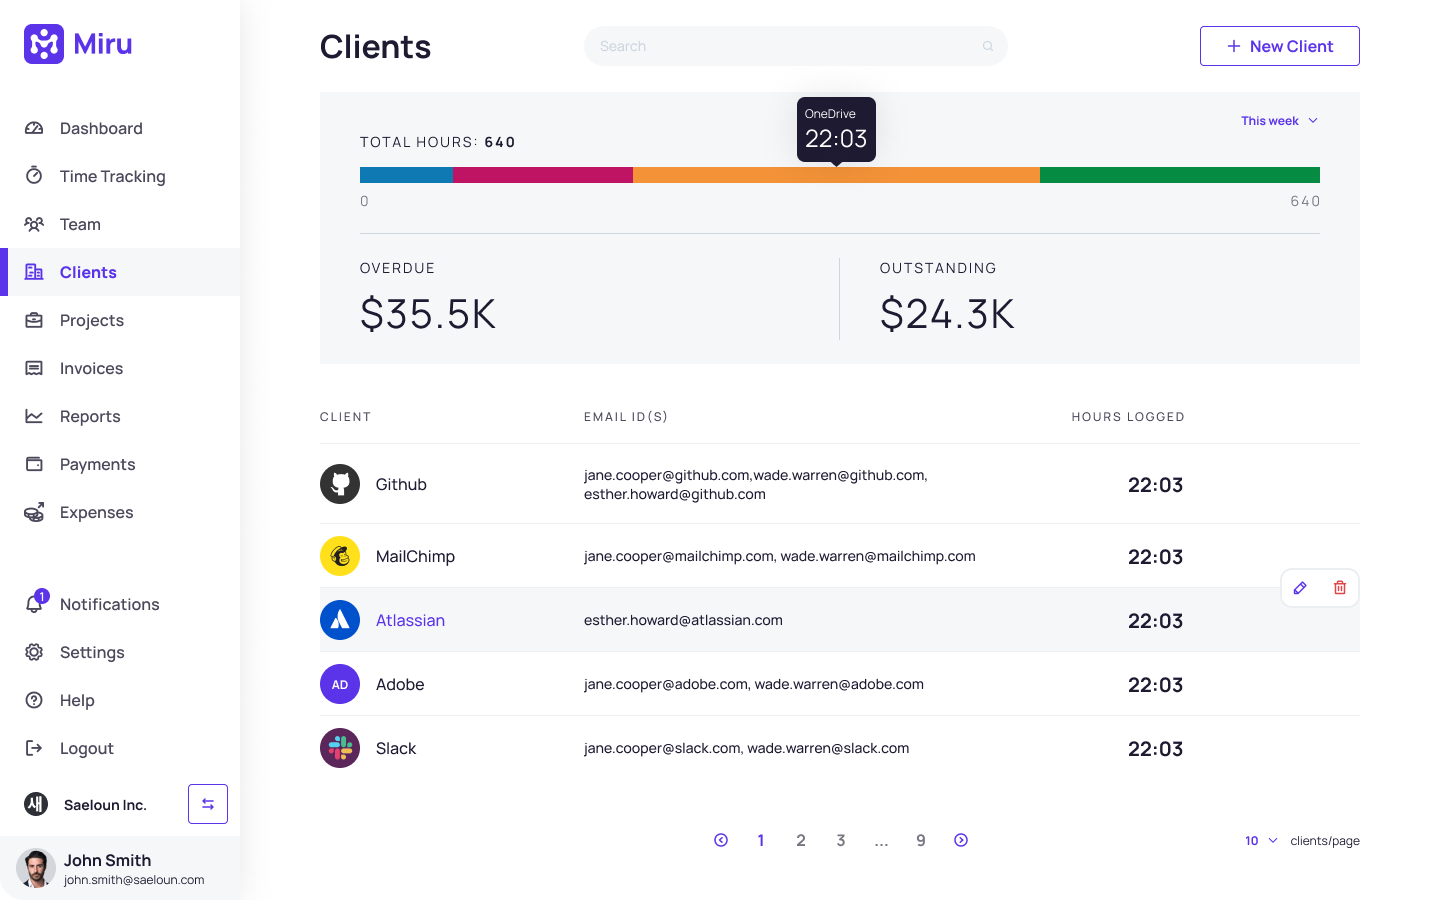 Miru
Dashboard
Time Tracking
Team
Clients
Projects
Invoices
Reports
Payments
Expenses
1
Notifications
Settings
Help
Logout
새
Saeloun Inc.
John Smith
john.smith@saeloun.com
Clients
Search
New Client
This week
TOTAL HOURS: 640
OneDrive
22:03
0
640
OVERDUE
$35.5K
OUTSTANDING
$24.3K
CLIENT EMAIL ID(S) HOURS LOGGED
Github
jane.cooper@github.com,wade.warren@github.com,
esther.howard@github.com
22:03
MailChimp jane.cooper@mailchimp.com, wade.warren@mailchimp.com 22:03
Atlassian esther.howard@atlassian.com 22:03
AD Adobe jane.cooper@adobe.com, wade.warren@adobe.com 22:03
Slack jane.cooper@slack.com, wade.warren@slack.com 22:03
1 2 3 ... 9
10 clients/page